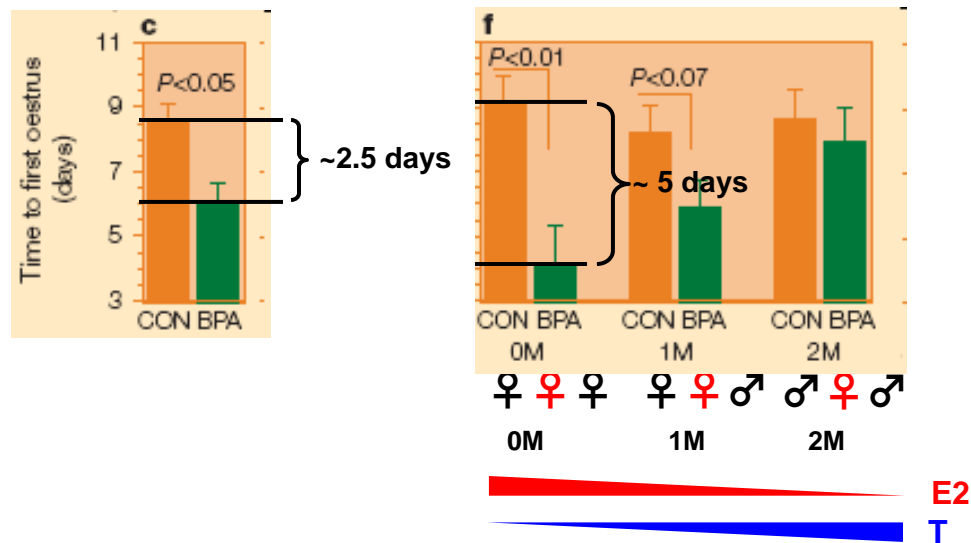 c
Time to first oestrus
(days)
11
9
7
5
3
P<0.05
CON BPA
~2.5 days
f
P<0.01
P<0.07
~ 5 days
CON BPA CON BPA CON BPA
0M 1M 2M
♀ ♀ ♀ ♀ ♀ ♂ ♂ ♀ ♂
0M 1M 2M
E2
T